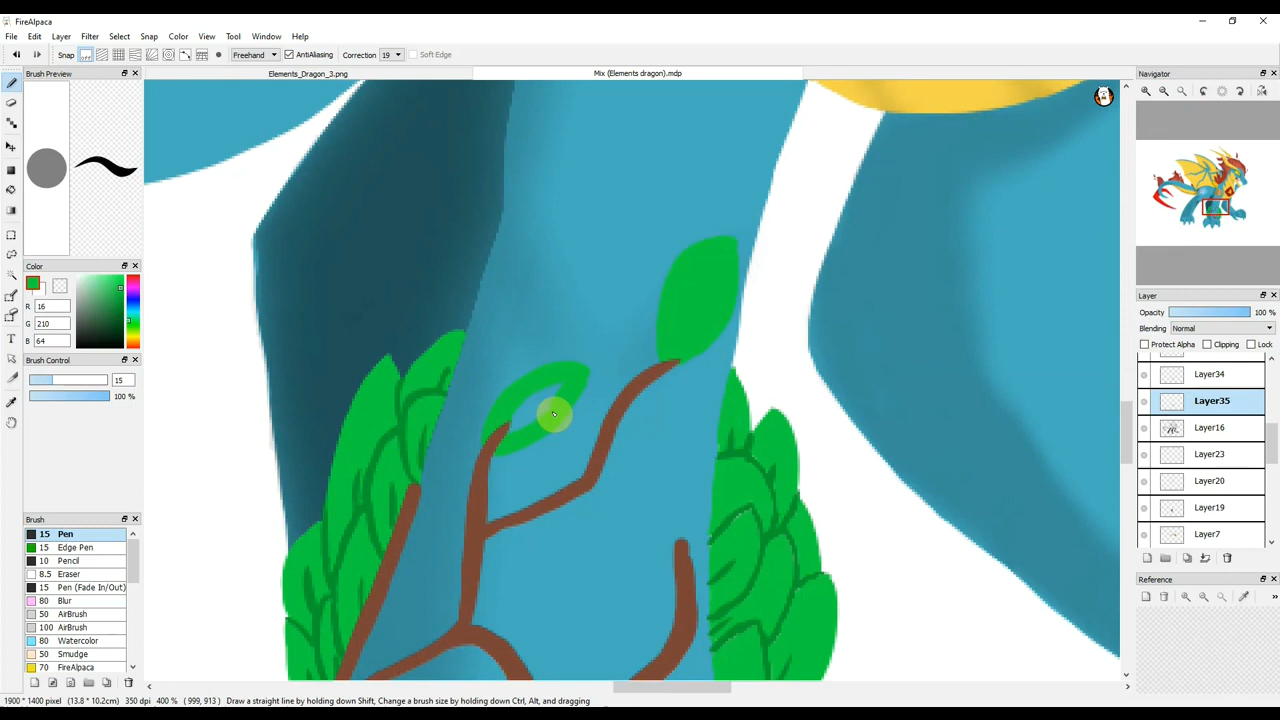 FireAlpaca
File Edit Layer Filter Select Snap Color View Tool Window Help
Snap OFF Freehand AntiAliasing Correction 19 Soft Edge
Brush Preview
Elements_Dragon_3.png
Mix (Elements dragon).mdp
Navigator
Color
R 16
G 210
B 64
Brush Control
15
100 %
Brush
15 Pen
15 Edge Pen
10 Pencil
8.5 Eraser
15 Pen (Fade In/Out)
80 Blur
50 AirBrush
100 AirBrush
80 Watercolor
50 Smudge
70 FireAlpaca
Layer
Opacity 100 %
Blending Normal
Protect Alpha Clipping Lock
Layer34
Layer35
Layer16
Layer23
Layer20
Layer19
Layer7
Reference
1900 * 1400 pixel (13.8 * 10.2cm) 350 dpi 400 % ( 999, 913 ) Draw a straight line by holding down Shift, Change a brush size by holding down Ctrl, Alt, and dragging